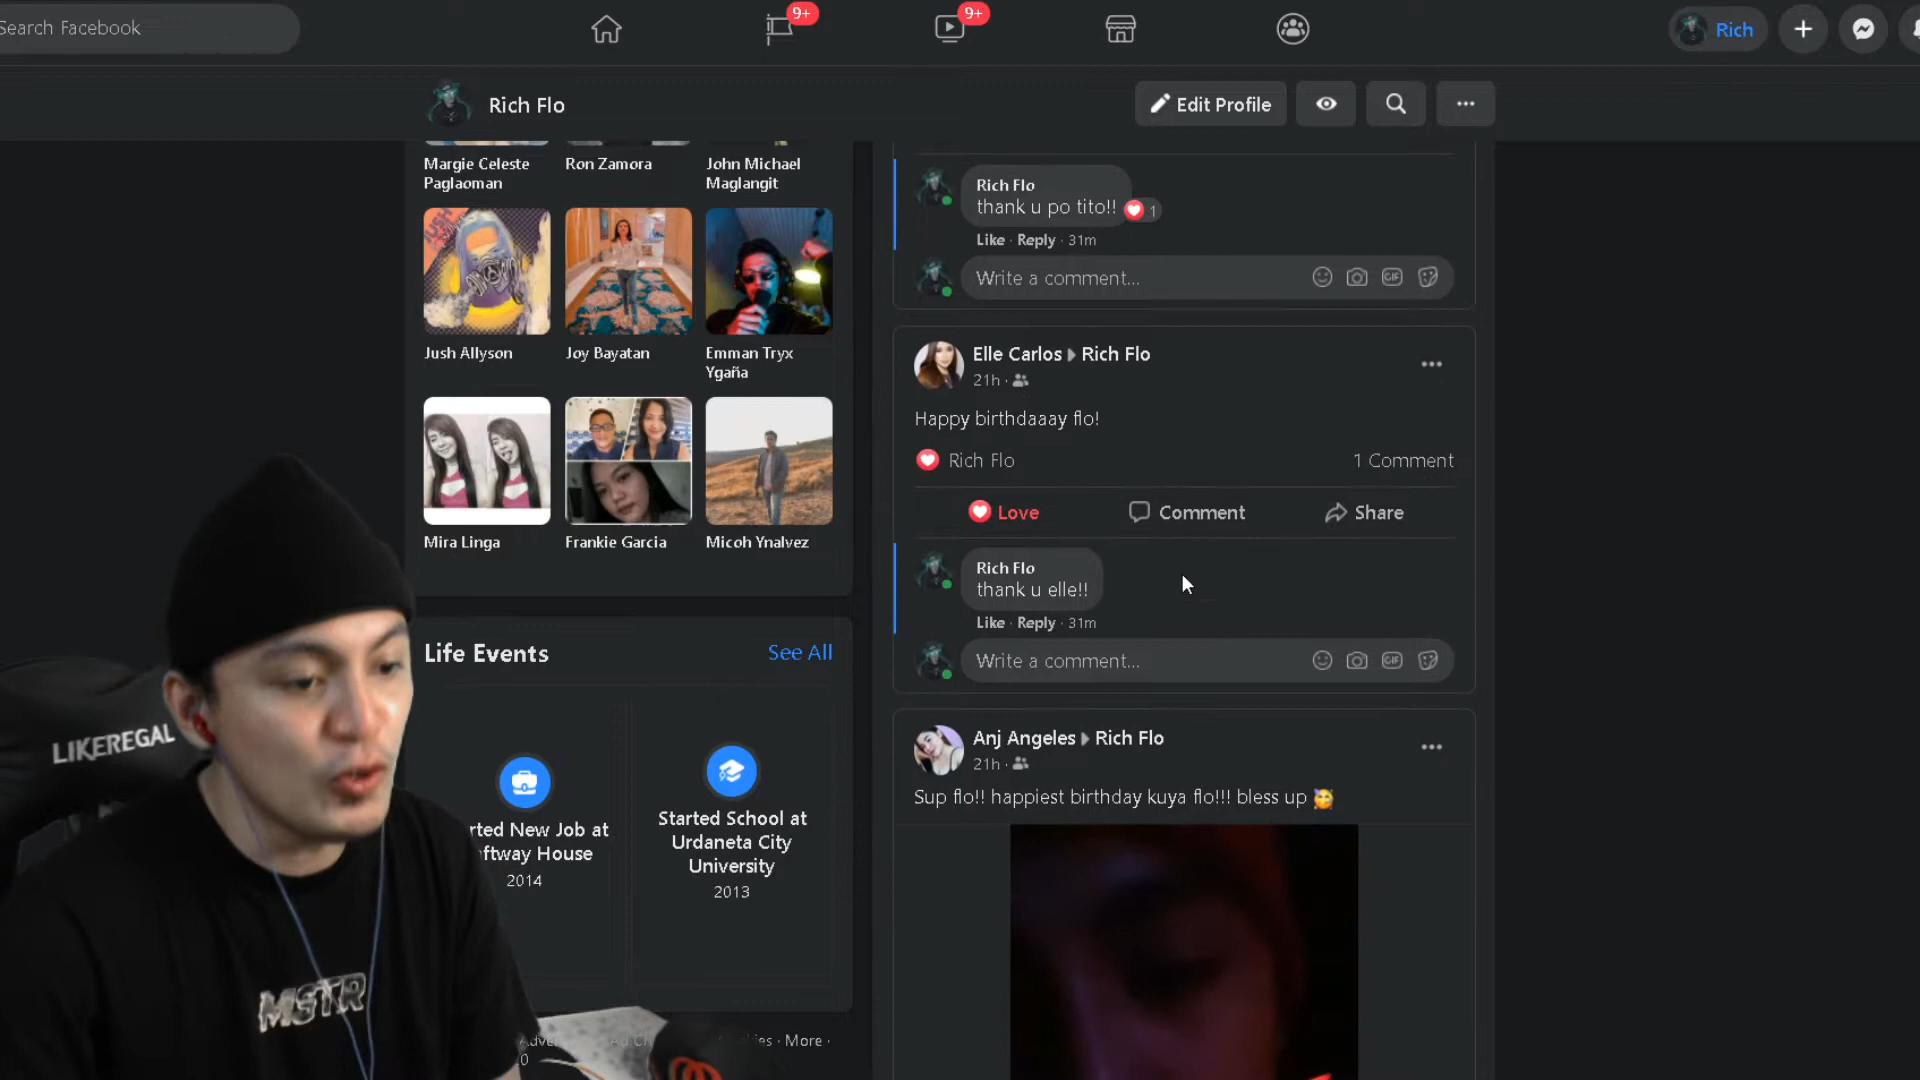 Search Facebook
9+
9+
Rich
Rich Flo
Edit Profile
Margie Celeste
Paglaoman
Ron Zamora
John Michael
Maglangit
Jush Allyson
Joy Bayatan
Emman Tryx
Ygaña
Mira Linga
Frankie Garcia
Micoh Ynalvez
Life Events
See All
rted New Job at
ftway House
2014
Started School at
Urdaneta City
University
2013
More ·
Rich Flo
thank u po tito!!
1
Like · Reply · 31m
Write a comment...
GIF
Elle Carlos ▸ Rich Flo
21h ·
Happy birthdaaay flo!
Rich Flo
1 Comment
Love
Comment
Share
Rich Flo
thank u elle!!
Like · Reply · 31m
Write a comment...
GIF
Anj Angeles ▸ Rich Flo
21h ·
Sup flo!! happiest birthday kuya flo!!! bless up 🥳
LIKEREGAL
MSTR